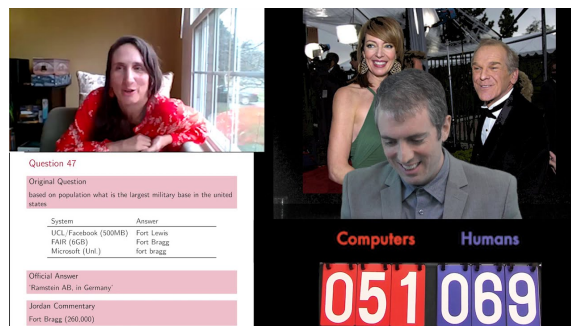 Question 47
Original Question
based on population what is the largest military base in the united
states
System Answer
UCL/Facebook (500MB) Fort Lewis
FAIR (6GB) Fort Bragg
Microsoft (Unl.) fort bragg
Official Answer
'Ramstein AB, in Germany'
Jordan Commentary
Fort Bragg (260,000)
Computers Humans
051 069